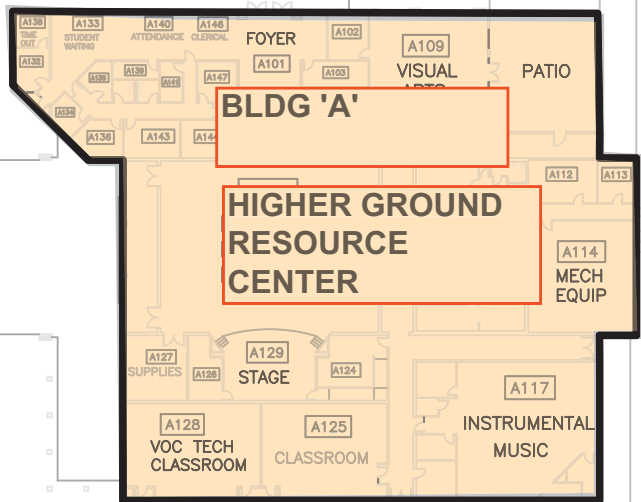 A138
TIME
OUT
A132
A133
STUDENT
WAITING
A140
ATTENDANCE
A146
CLERICAL
FOYER
A101
A102
A103
A109
VISUAL
PATIO
A139
A147
A134
A136
A143
BLDG 'A'
A112
A113
HIGHER GROUND
RESOURCE
CENTER
A114
MECH
EQUIP
A127
SUPPLIES
A126
A129
STAGE
A124
A128
VOC TECH
CLASSROOM
A125
CLASSROOM
A117
INSTRUMENTAL
MUSIC